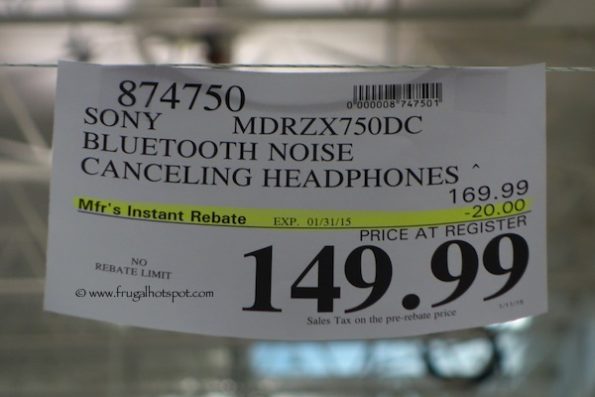 874750
0 000008 747501
SONY MDRZX750DC
BLUETOOTH NOISE
CANCELING HEADPHONES ^
169.99
Mfr's Instant Rebate EXP. 01/31/15 -20.00
PRICE AT REGISTER
149.99
NO
REBATE LIMIT
© www.frugalhotspot.com
Sales Tax on the pre-rebate price